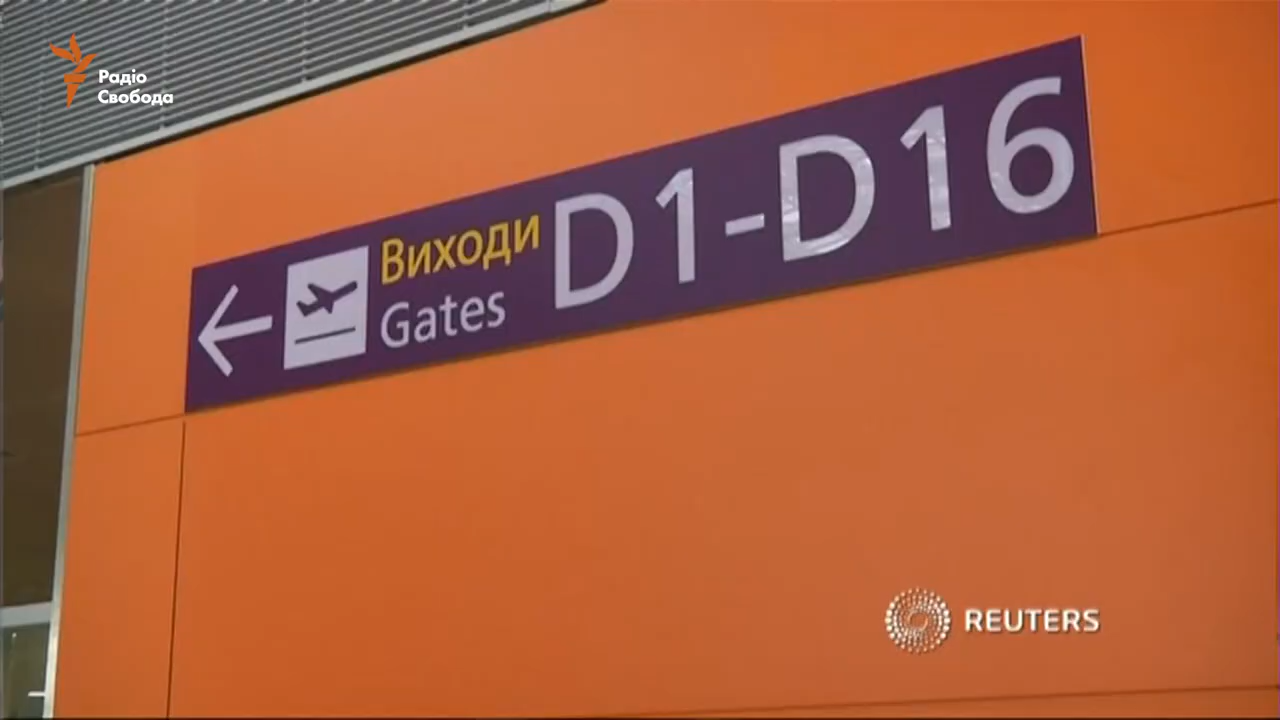 Радіо
Свобода
Виходи
Gates
D1-D16
REUTERS